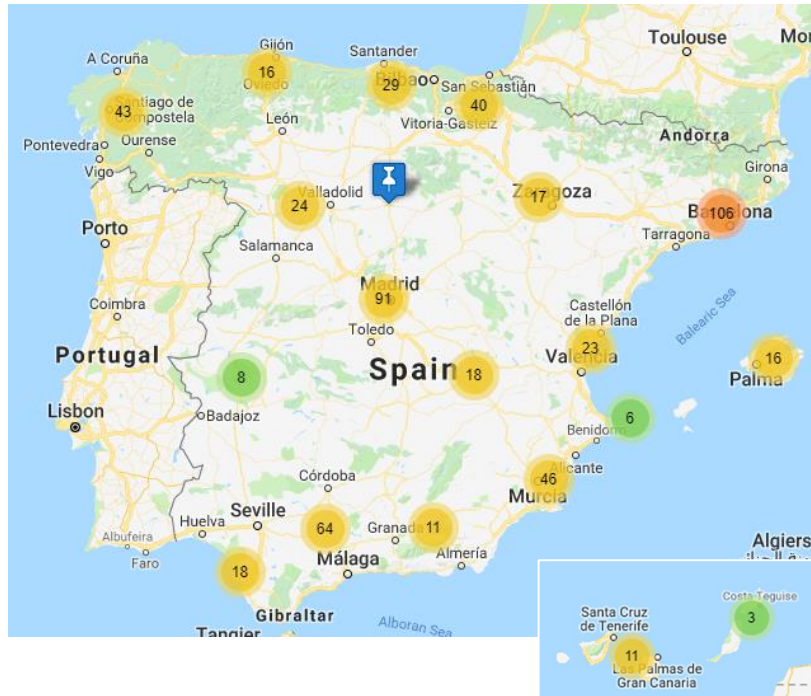 Toulouse
Gijón
Santander
A Coruña
16
Oviedo
29
Bilbao
San Sebastián
40
43
Santiago de
Compostela
León
Vitoria-Gasteiz
Andorra
Pontevedra
Ourense
Vigo
Girona
Valladolid
24
17
Zaragoza
106
Barcelona
Porto
Tarragona
Salamanca
Madrid
91
Coimbra
Castellón
de la Plana
Balearic Sea
Toledo
Portugal
Spain
18
23
Valencia
16
Palma
8
Lisbon
Badajoz
6
Benidorm
Alicante
Córdoba
46
Murcia
Seville
Huelva
64
Granada
11
Albufeira
Faro
18
Málaga
Almería
Algiers
Gibraltar
Alboran Sea
Tangier
Costa Teguise
3
Santa Cruz
de Tenerife
11
Las Palmas de
Gran Canaria